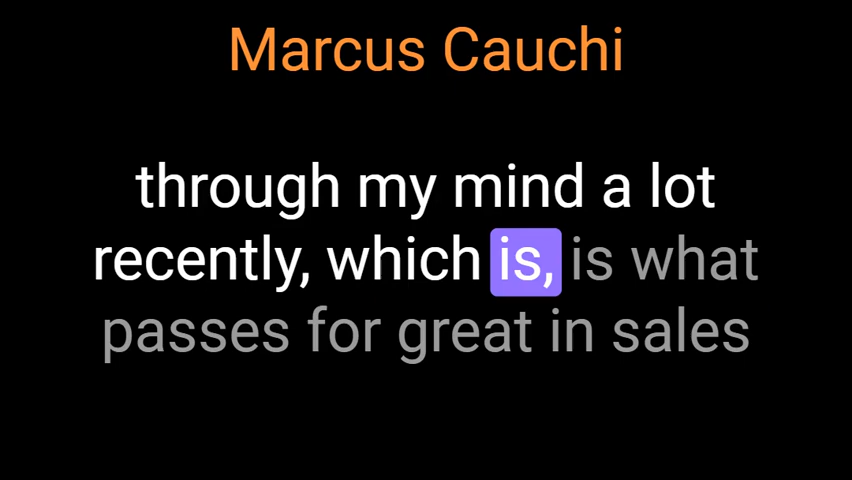 Marcus Cauchi
through my mind a lot
recently, which is, is what
passes for great in sales